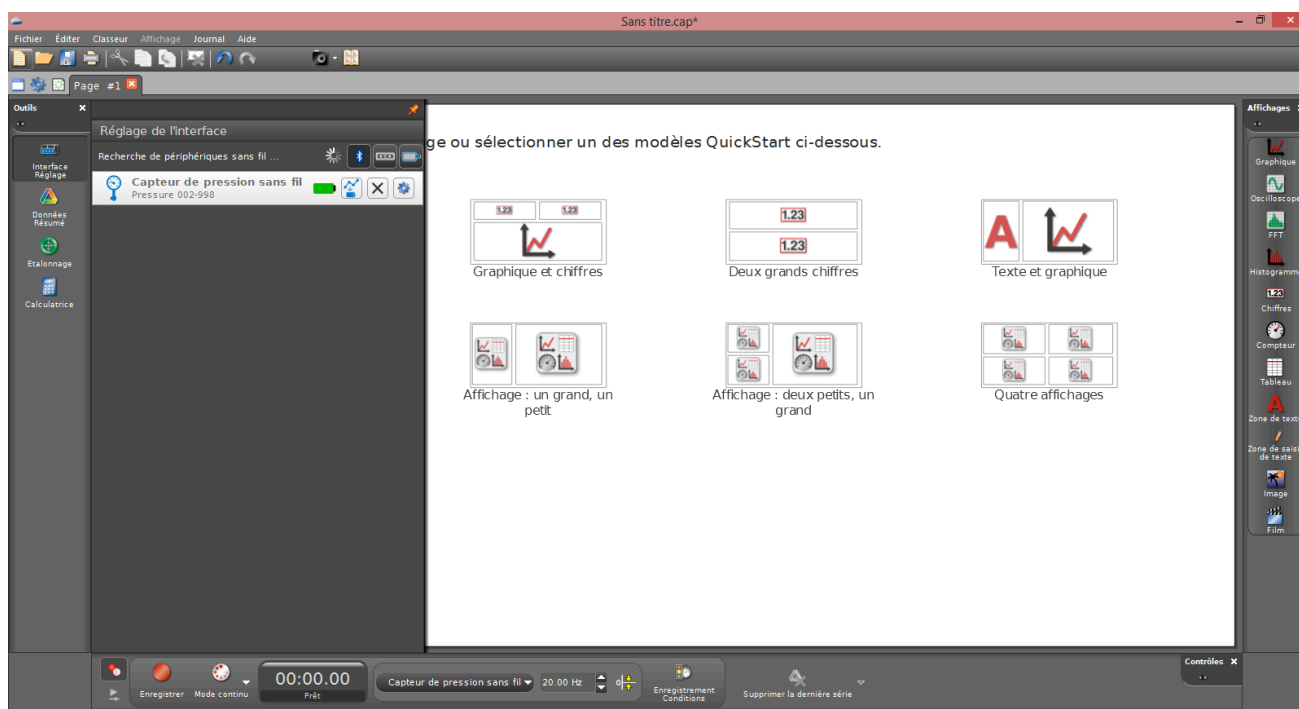 Sans titre.cap*
Fichier Éditer Classeur Affichage Journal Aide
Page #1
Outils
Réglage de l'interface
Recherche de périphériques sans fil ...
Capteur de pression sans fil
Pressure 002-998
Interface
Réglage
Données
Résumé
Etalonnage
Calculatrice
ge ou sélectionner un des modèles QuickStart ci-dessous.
1.23 1.23
Graphique et chiffres
1.23
1.23
Deux grands chiffres
A
Texte et graphique
Affichage : un grand, un
petit
Affichage : deux petits, un
grand
Quatre affichages
Affichages
Graphique
Oscilloscope
FFT
Histogramm
1.23
Chiffres
Compteur
Tableau
A
Zone de text
Zone de sais
de texte
Image
Film
Enregistrer
Mode continu
00:00.00
Prêt
Capteur de pression sans fil
20.00 Hz
Enregistrement
Conditions
Supprimer la dernière série
Contrôles